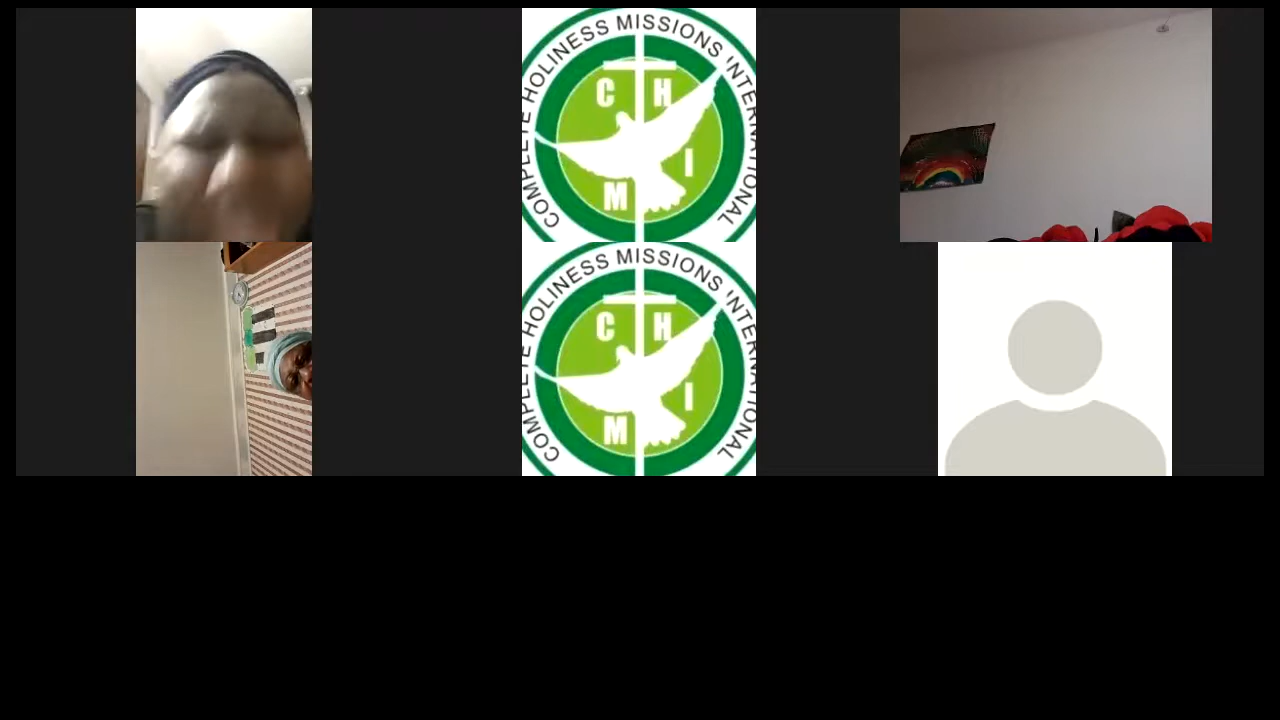 COMPLETE HOLINESS MISSIONS INTERNATIONAL
C H
M I
COMPLETE HOLINESS MISSIONS INTERNATIONAL
C H
M I